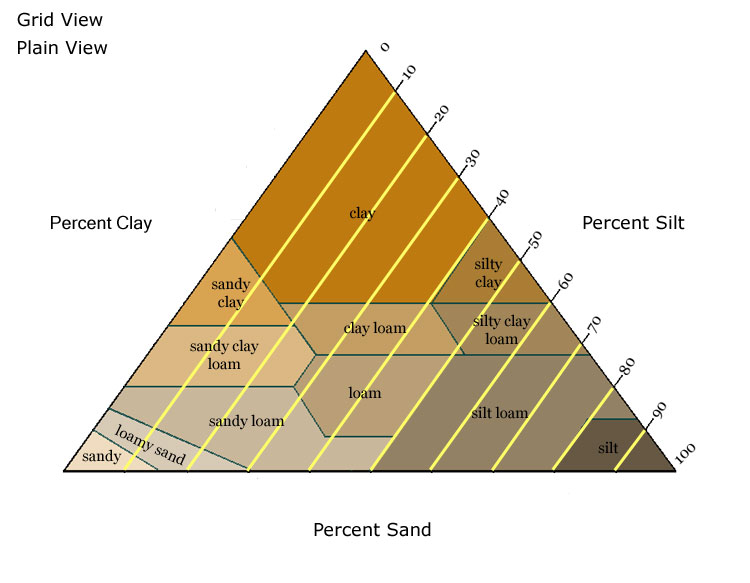 Grid View
Plain View
0
10
20
30
40
50
60
70
80
90
100
Percent Clay
Percent Silt
clay
silty
clay
sandy
clay
clay loam
silty clay
loam
sandy clay
loam
loam
sandy loam
silt loam
loamy sand
sandy
silt
Percent Sand